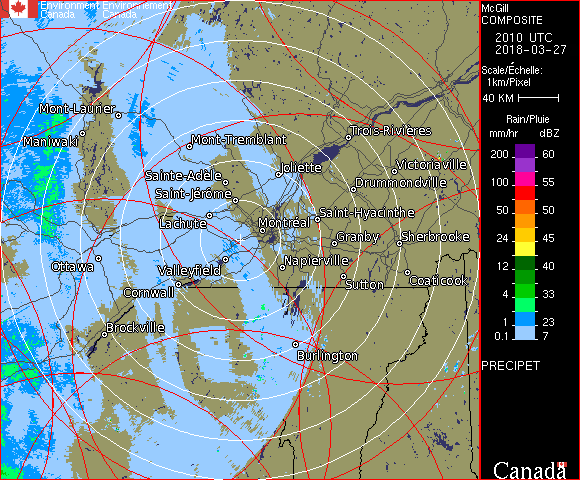 Environment Environnement
Canada Canada
McGill
COMPOSITE
2010 UTC
2018-03-27
Scale/Échelle:
1km/Pixel
40 KM
Rain/Pluie
mm/hr dBZ
200 60
100 55
50 50
24 45
12 40
4 33
1 23
0.1 7
PRECIPET
Canada
Mont-Laurier
Maniwaki
Mont-Tremblant
Trois-Rivières
Sainte-Adèle
Joliette
Victoriaville
Saint-Jérôme
Drummondville
Lachute
Montréal
Saint-Hyacinthe
Granby
Sherbrooke
Ottawa
Valleyfield
Napierville
Cornwall
Sutton
Coaticook
Brockville
Burlington